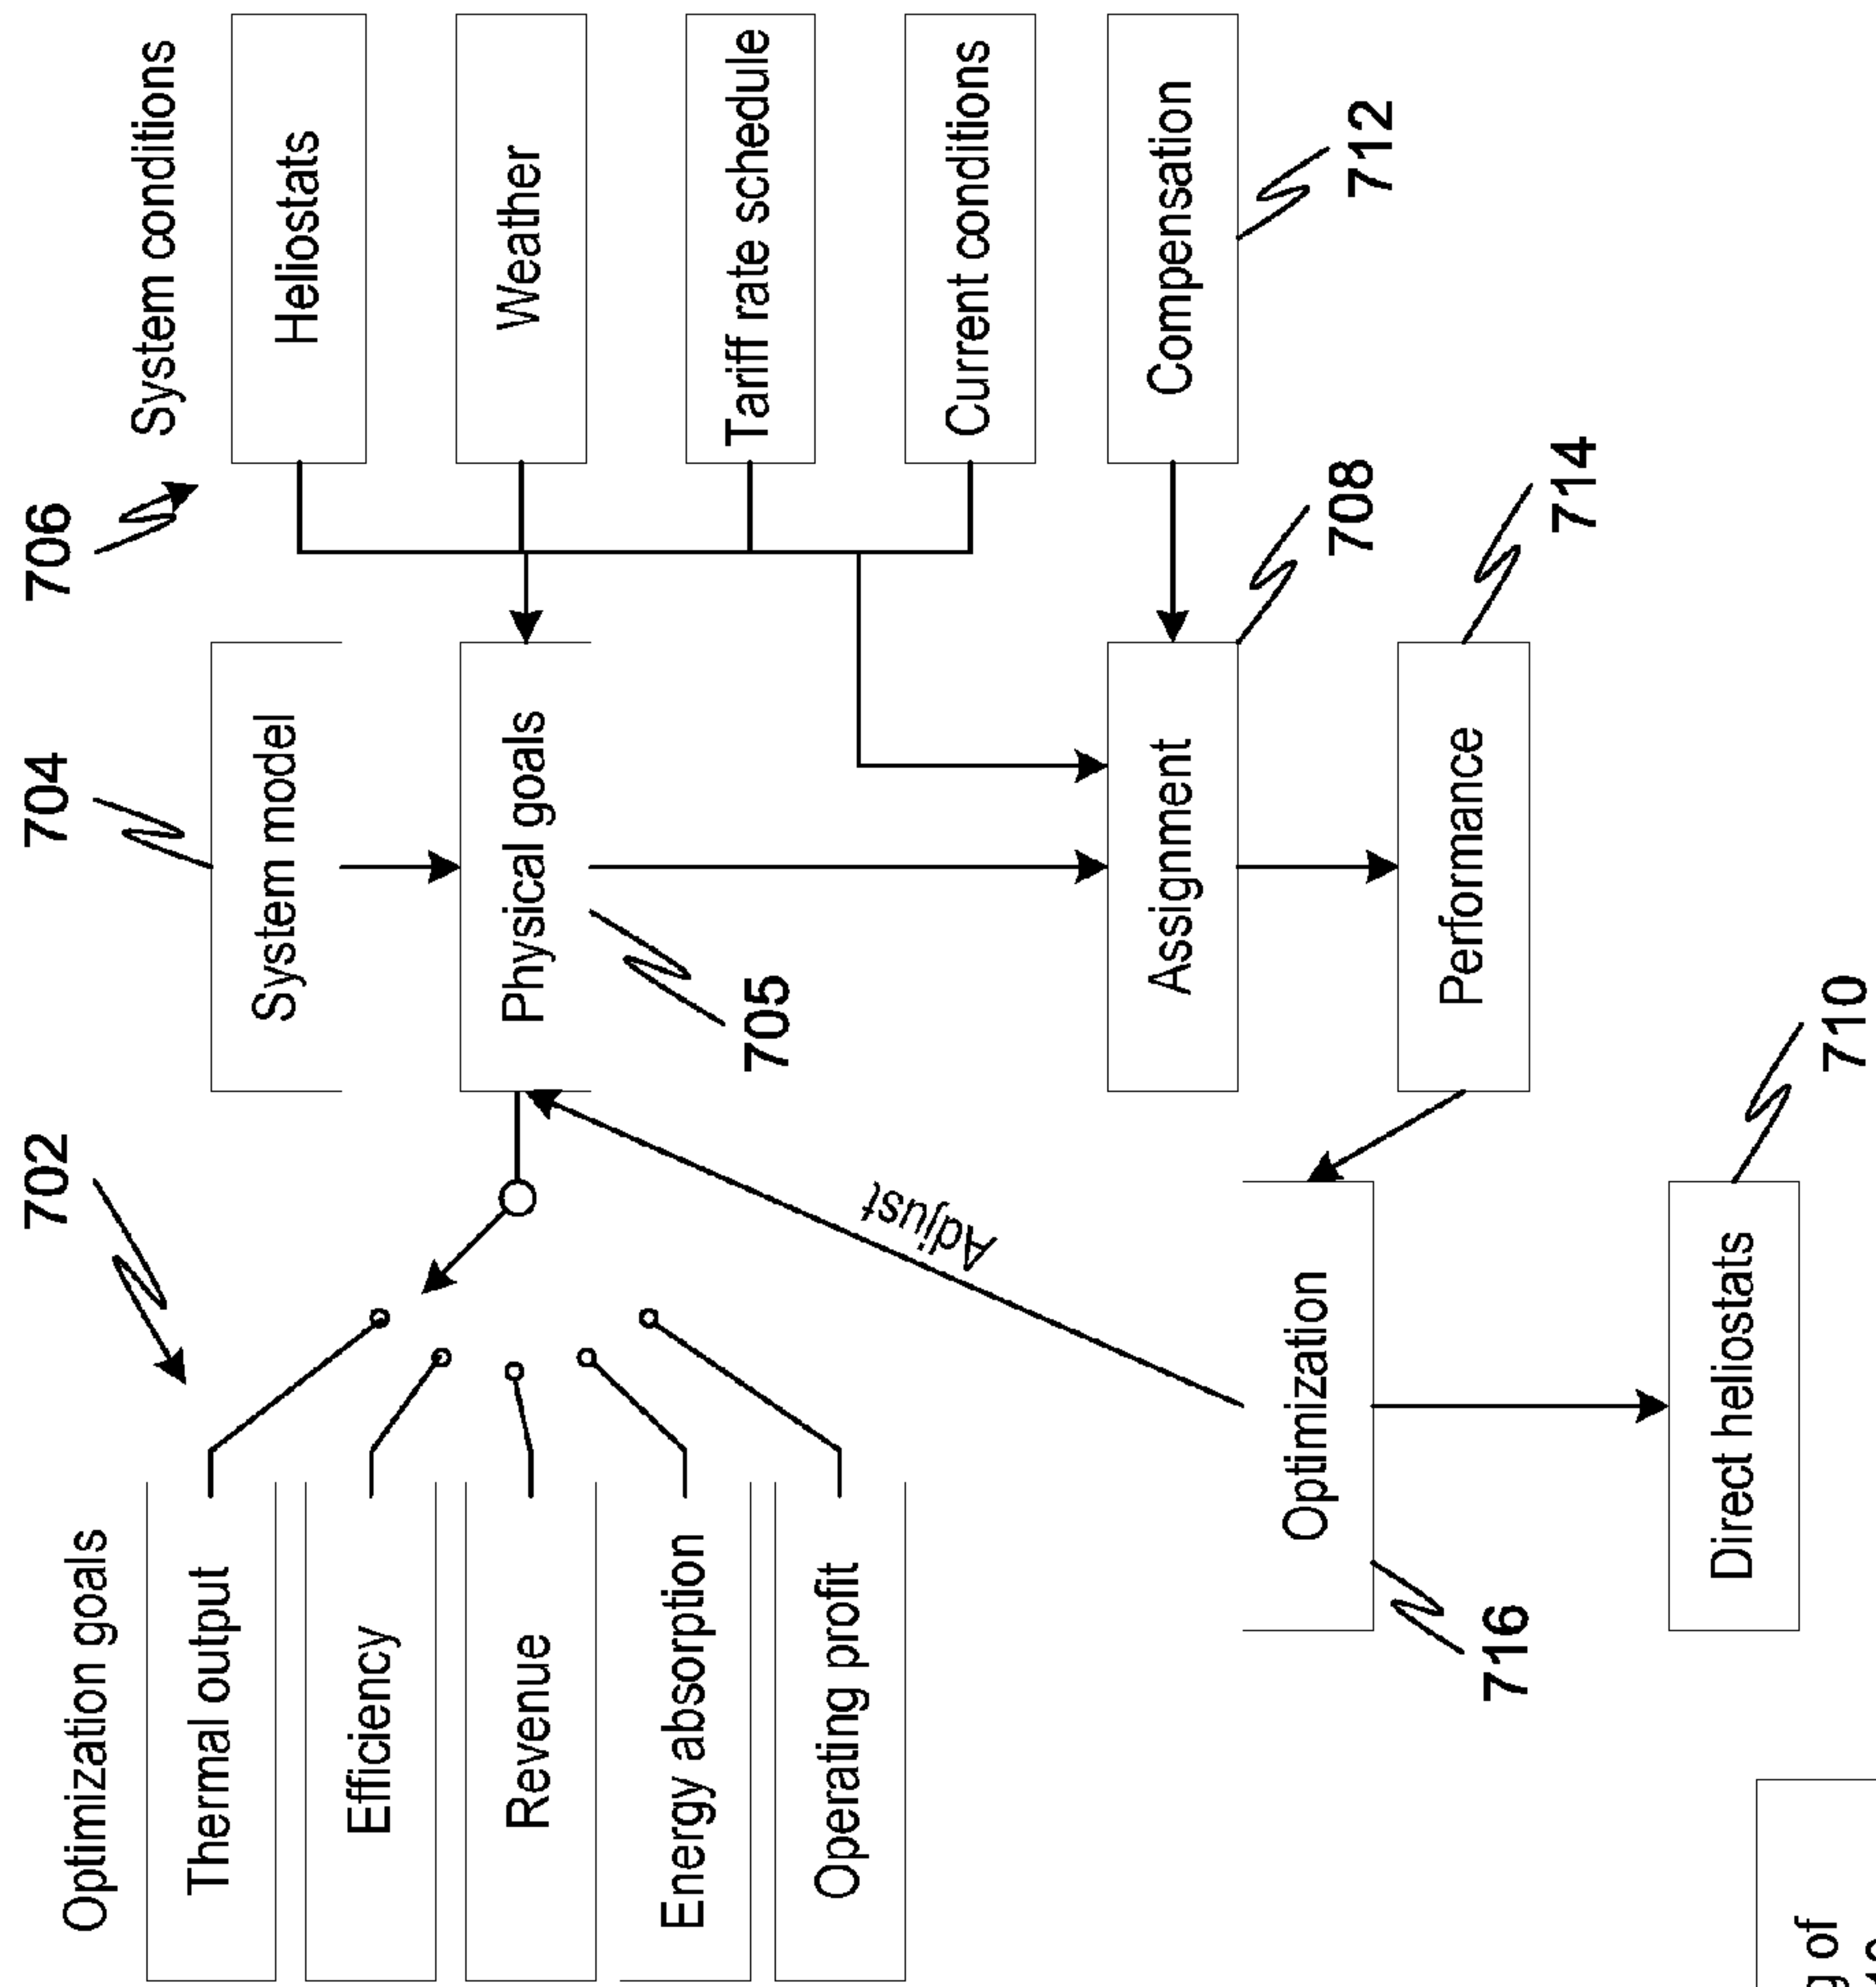 702
704
706
Optimization goals
System conditions
Thermal output
Efficiency
Revenue
Energy absorption
Operating profit
System model
Physical goals
705
Heliostats
Weather
Tariff rate schedule
Current conditions
Compensation
712
Adjust
Assignment
708
Performance
714
Optimization
716
Direct heliostats
710
of